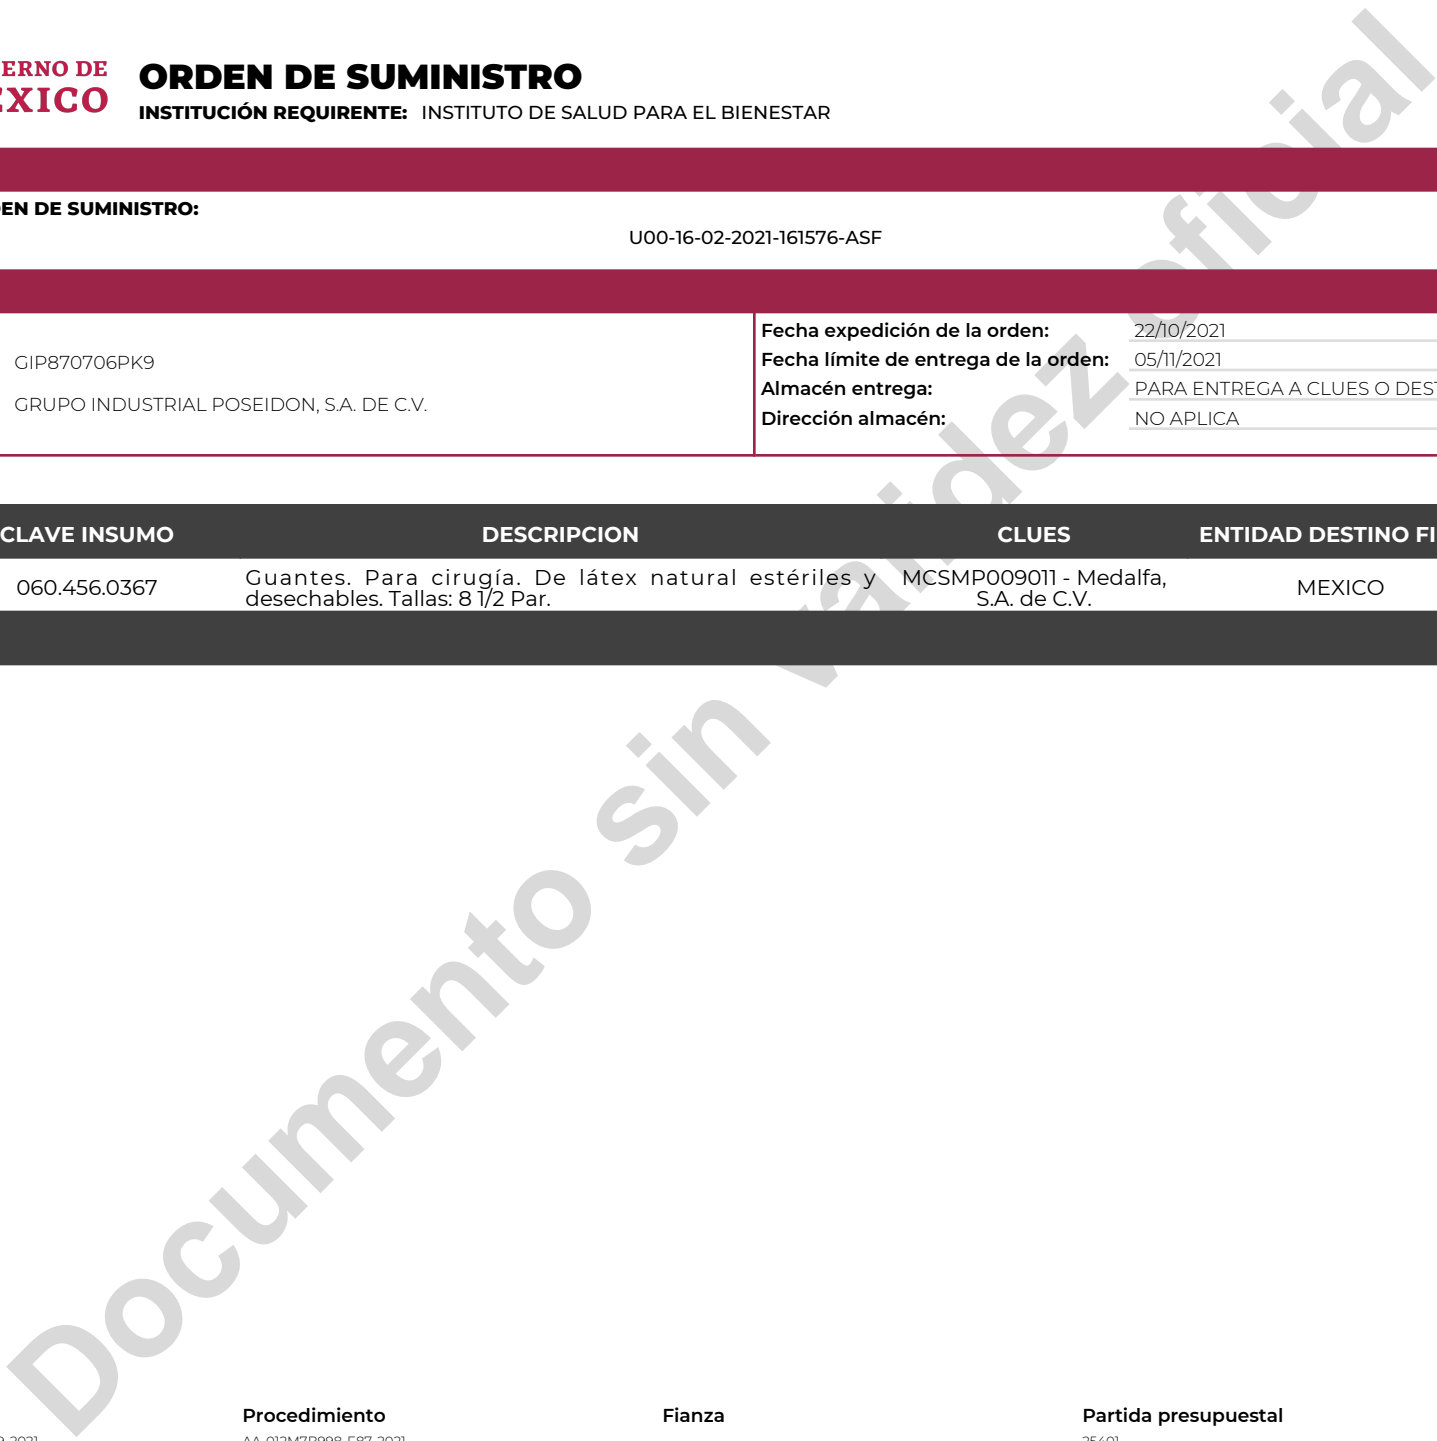 ERNO DE
EXICO
ORDEN DE SUMINISTRO
INSTITUCIÓN REQUIRENTE: INSTITUTO DE SALUD PARA EL BIENESTAR
EN DE SUMINISTRO:
U00-16-02-2021-161576-ASF
GIP870706PK9
GRUPO INDUSTRIAL POSEIDON, S.A. DE C.V.
Fecha expedición de la orden: 22/10/2021
Fecha límite de entrega de la orden: 05/11/2021
Almacén entrega: PARA ENTREGA A CLUES O DEST
Dirección almacén: NO APLICA
CLAVE INSUMO DESCRIPCION CLUES ENTIDAD DESTINO FI
060.456.0367 Guantes. Para cirugía. De látex natural estériles y desechables. Tallas: 8 1/2 Par. MCSMP009011 - Medalfa, S.A. de C.V. MEXICO
Documento sin validez oficial
Procedimiento Fianza Partida presupuestal